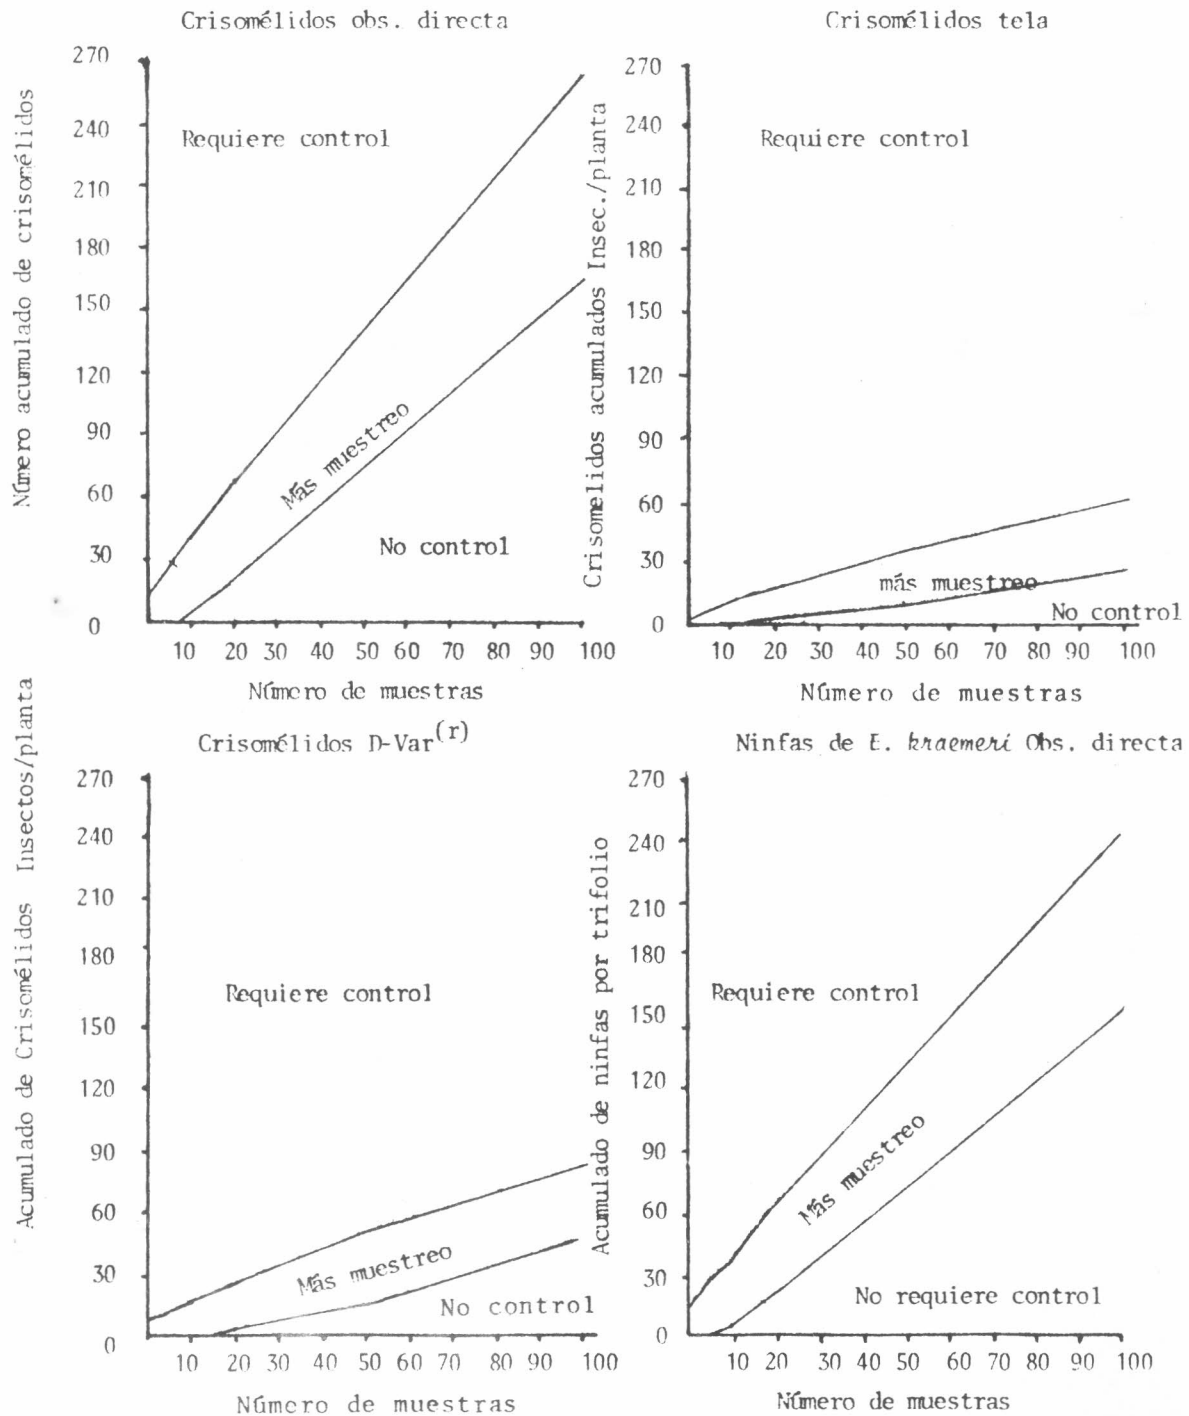 Crisomélidos obs. directa
Número acumulado de crisomélidos
270
240
210
180
150
120
90
60
30
0
Requiere control
Más muestreo
No control
10 20 30 40 50 60 70 80 90 100
Número de muestras
Crisomélidos tela
Crisomelidos acumulados Insec./planta
270
240
210
180
150
120
90
60
30
0
Requiere control
más muestreo
No control
10 20 30 40 50 60 70 80 90 100
Número de muestras
Crisomélidos D-Var(r)
Acumulado de Crisomélidos Insectos/planta
270
240
210
180
150
120
90
60
30
0
Requiere control
Más muestreo
No control
10 20 30 40 50 60 70 80 90 100
Número de muestras
Ninfas de E. kraemeri Obs. directa
Acumulado de ninfas por trifolio
270
240
210
180
150
120
90
60
30
0
Requiere control
Más muestreo
No requiere control
10 20 30 40 50 60 70 80 90 100
Número de muestras